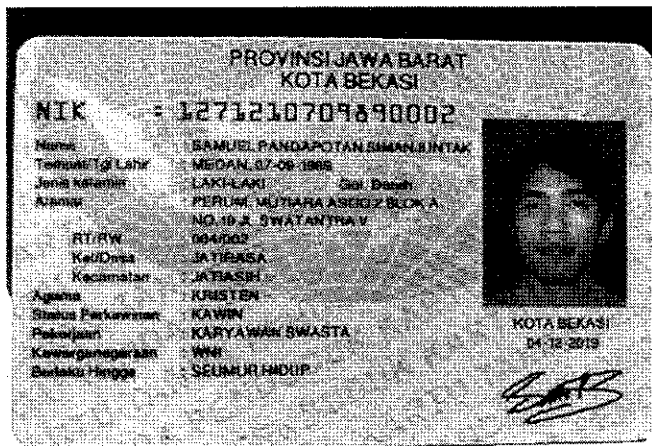 PROVINSI JAWA BARAT
KOTA BEKASI
NIK : 1271210709890002
Nama : SAMUEL PANDAPOTAN SIMANJUNTAK
Tempat/Tgl Lahir : MEDAN, 07-09-1989
Jenis Kelamin : LAKI-LAKI Gol. Darah
Alamat : PERUM. MUTIARA BLOK A
NO. 19 JL SWATANTRA V
RT/RW : 004/002
Kel/Desa : JATIRASA
Kecamatan : JATIASIH
Agama : KRISTEN
Status Perkawinan : KAWIN
Pekerjaan : KARYAWAN SWASTA
Kewarganegaraan : WNI
Berlaku Hingga : SEUMUR HIDUP
KOTA BEKASI
04-12-2019